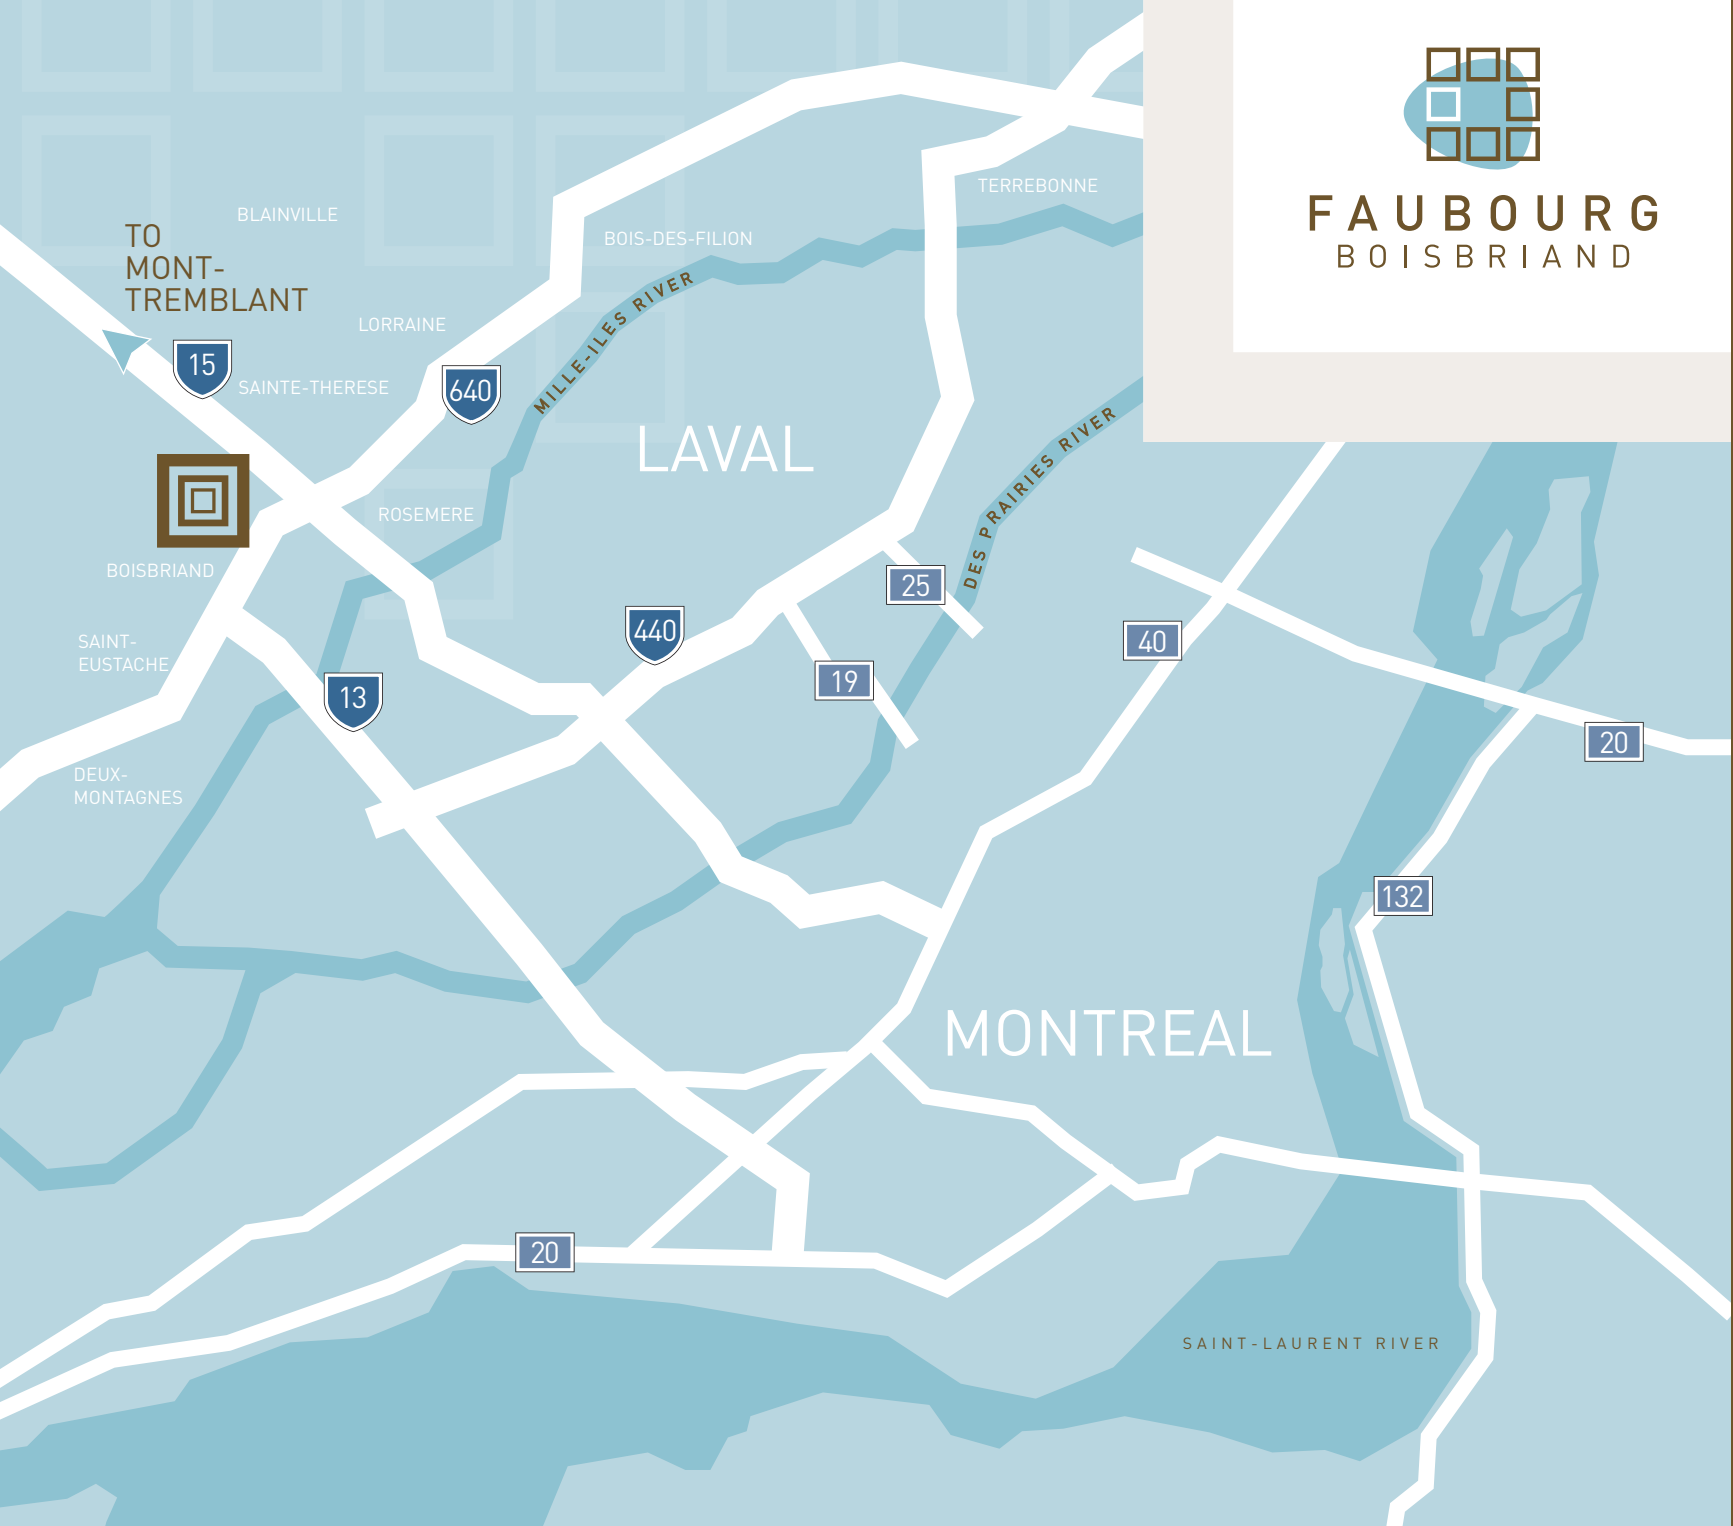 FAUBOURG
BOISBRIAND
TERREBONNE
BLAINVILLE
TO
MONT-
TREMBLANT
BOIS-DES-FILION
MILLE-ILES RIVER
LORRAINE
15
640
SAINTE-THERESE
LAVAL
DES PRAIRIES RIVER
ROSEMERE
BOISBRIAND
25
440
40
SAINT-
EUSTACHE
19
13
20
DEUX-
MONTAGNES
132
MONTREAL
20
SAINT-LAURENT RIVER